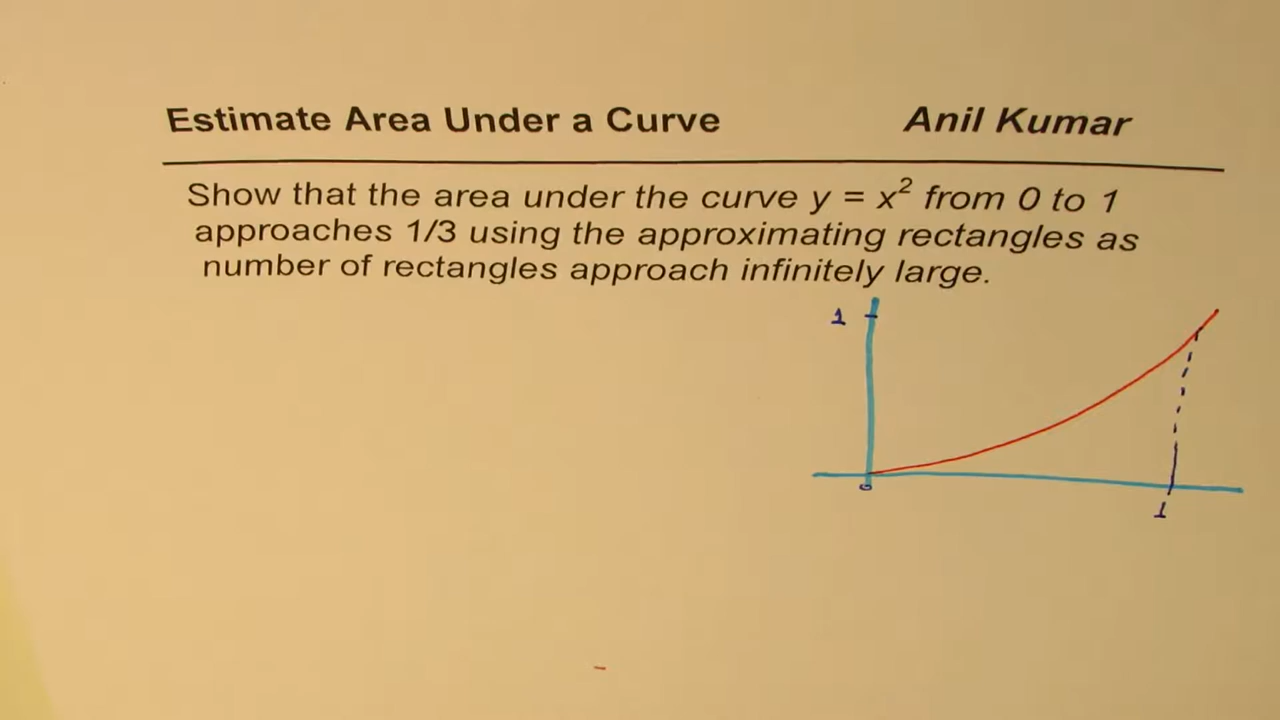 Estimate Area Under a Curve Anil Kumar
Show that the area under the curve y = x² from 0 to 1
approaches 1/3 using the approximating rectangles as
number of rectangles approach infinitely large.
1
0
1